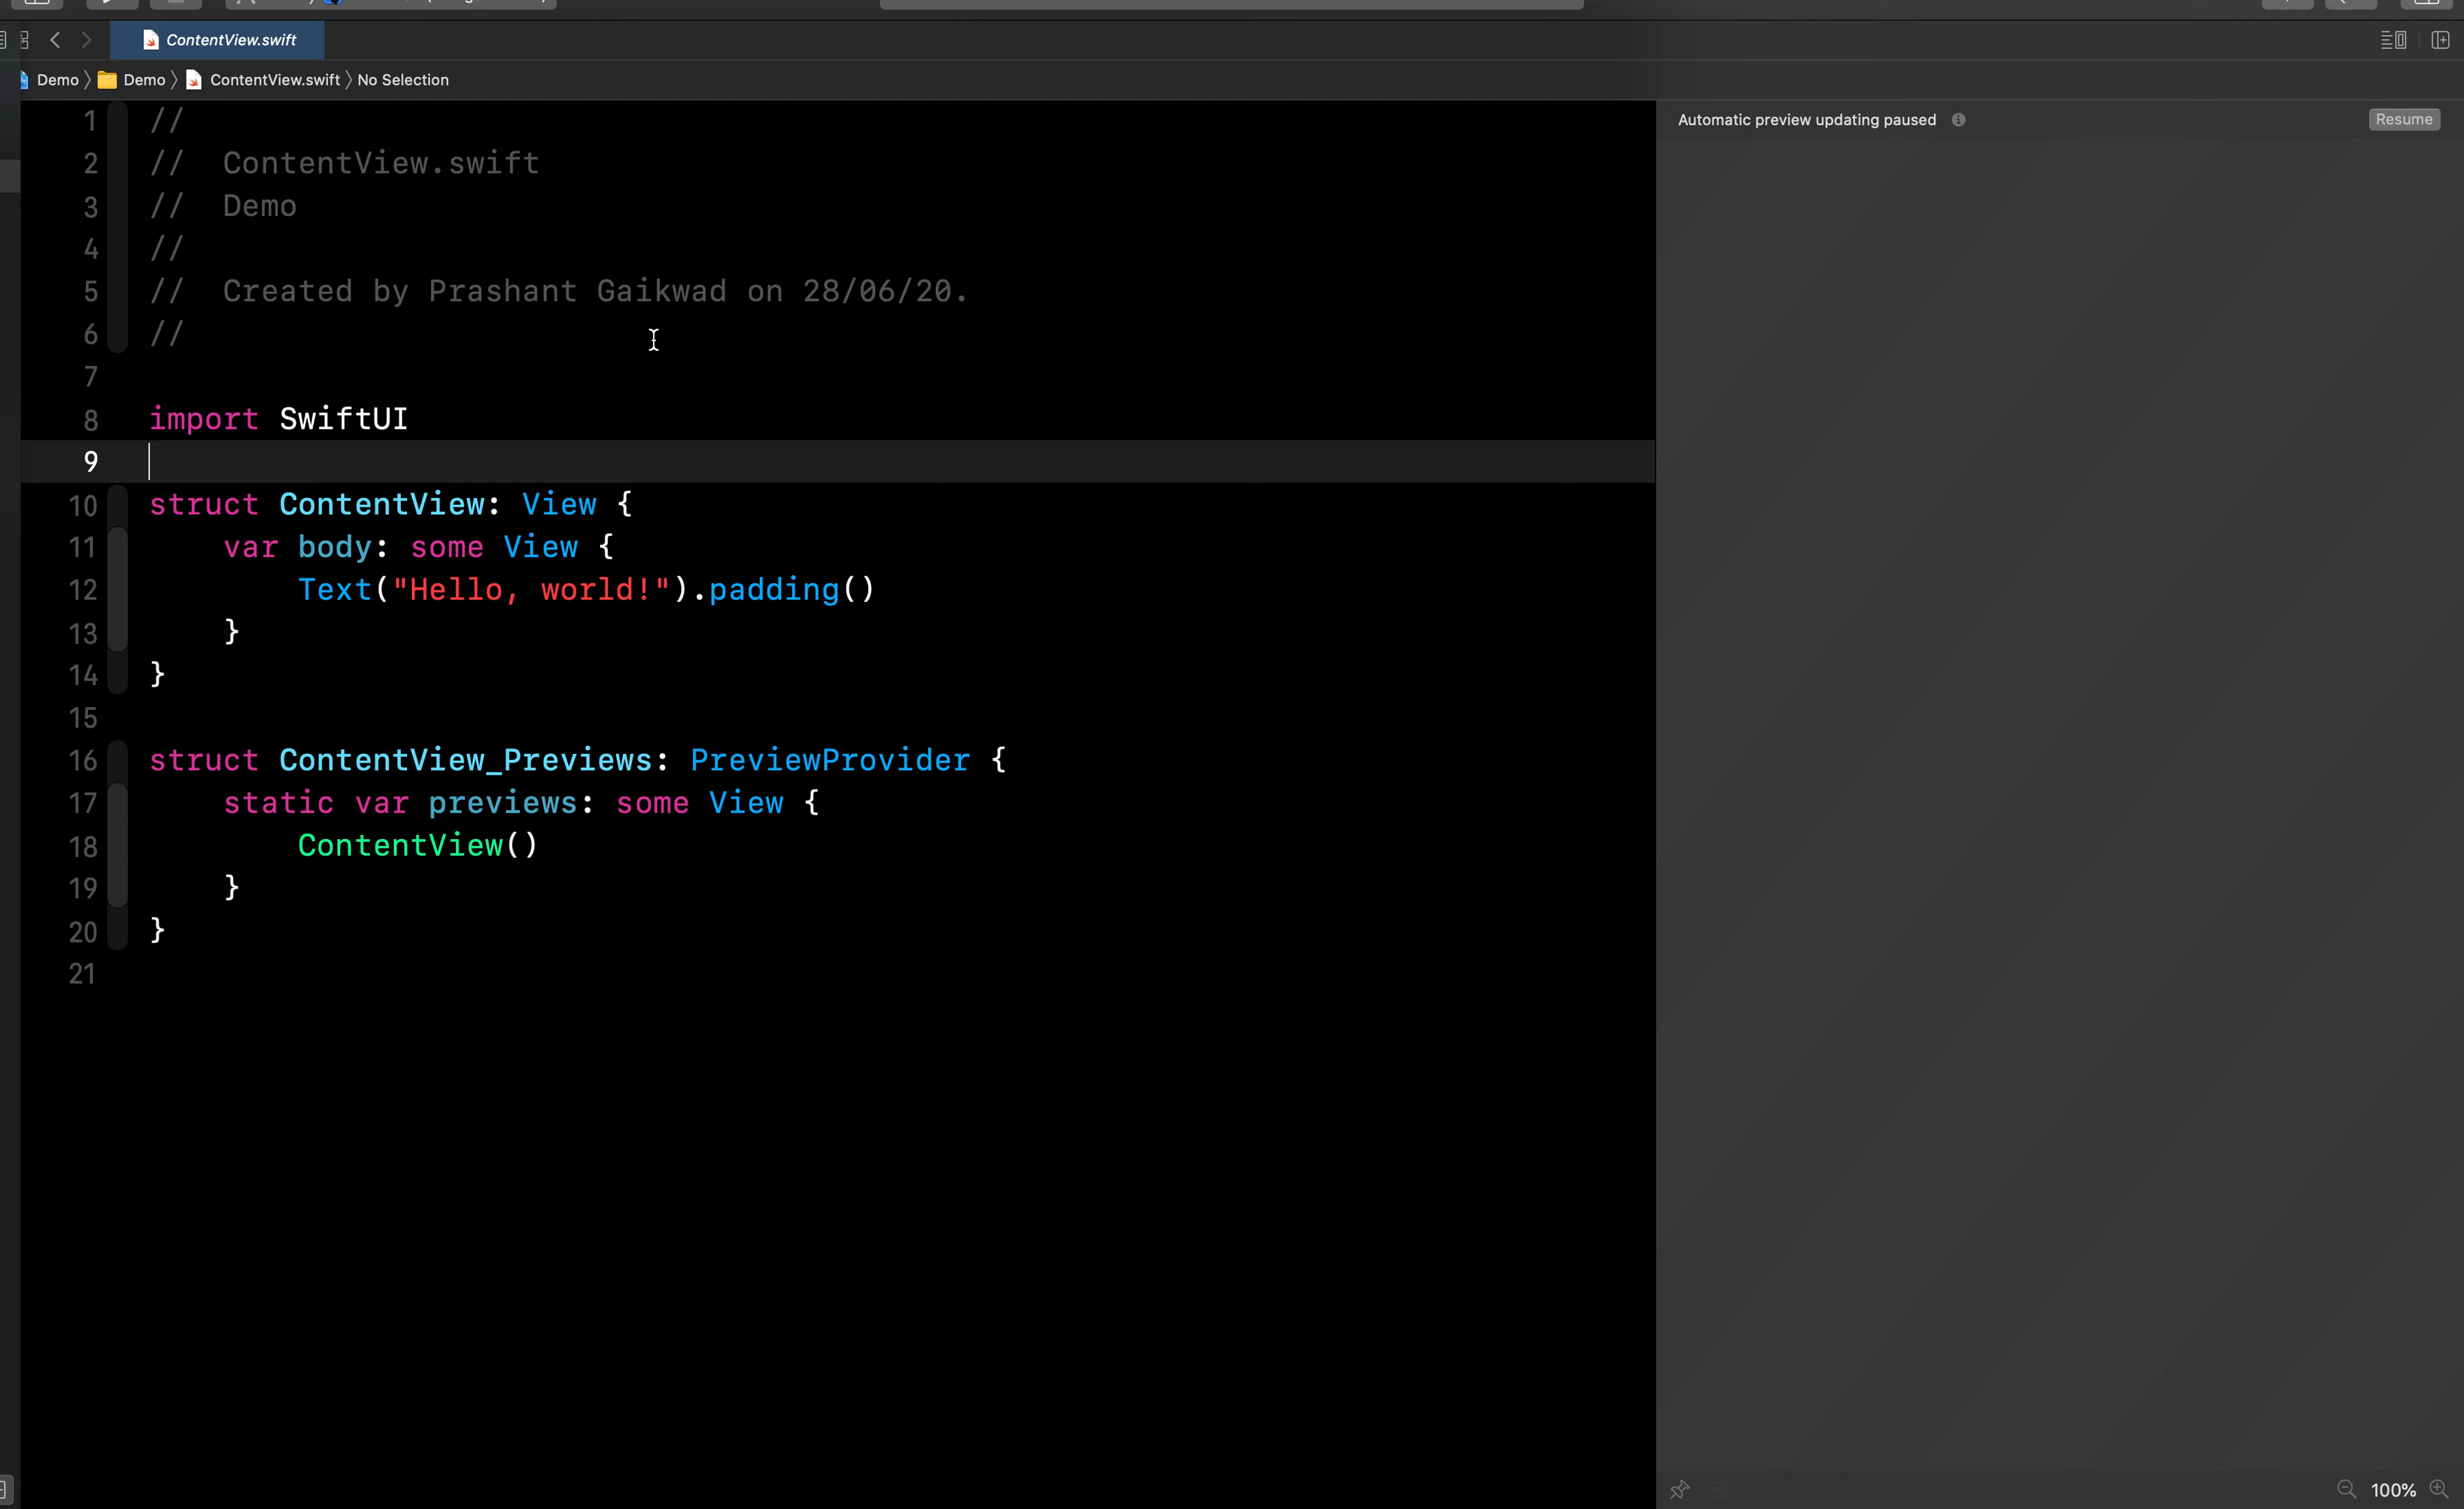 ContentView.swift
Demo
Demo
ContentView.swift
No Selection
1 //
2 // ContentView.swift
3 // Demo
4 //
5 // Created by Prashant Gaikwad on 28/06/20.
6 //
7
8 import SwiftUI
9
10 struct ContentView: View {
11 var body: some View {
12 Text("Hello, world!").padding()
13 }
14 }
15
16 struct ContentView_Previews: PreviewProvider {
17 static var previews: some View {
18 ContentView()
19 }
20 }
21
Automatic preview updating paused
Resume
100%